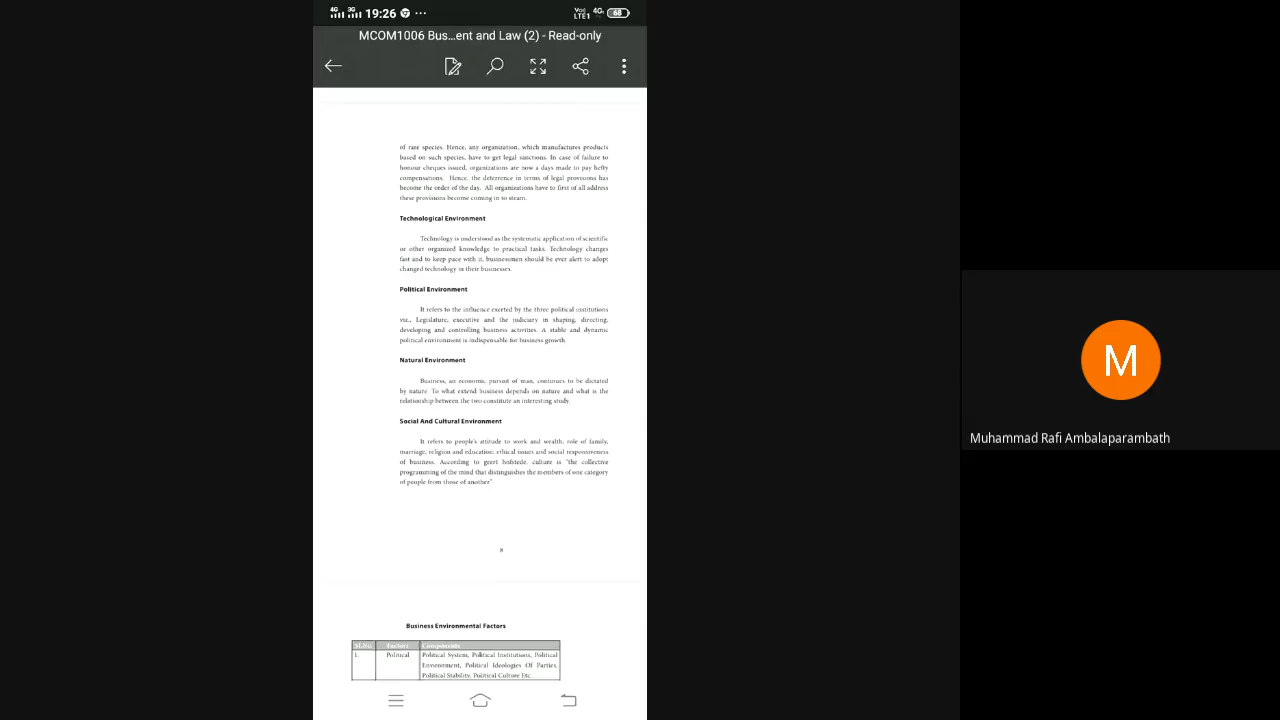 4G 3G 19:26 ...
Vo) LTE1 4G 68
MCOM1006 Bus...ent and Law (2) - Read-only
of rare species. Hence, any organization, which manufactures products
based on such species, have to get legal sanctions. In case of failure to
honour cheques issued, organizations are now a days made to pay hefty
compensations. Hence, the deterrence in terms of legal provisions has
become the order of the day. All organizations have to first of all address
these provisions become coming in to steam.
Technological Environment
Technology is understood as the systematic application of scientific
or other organized knowledge to practical tasks. Technology changes
fast and to keep pace with it, businessmen should be ever alert to adopt
changed technology in their businesses.
Political Environment
It refers to the influence exerted by the three political institutions
viz., Legislature, executive and the judiciary in shaping, directing,
developing and controlling business activities. A stable and dynamic
political environment is indispensable for business growth.
Natural Environment
Business, an economic pursuit of man, continues to be dictated
by nature. To what extend business depends on nature and what is the
relationship between the two constitute an interesting study.
Social And Cultural Environment
It refers to people's attitude to work and wealth, role of family,
marriage, religion and education; ethical issues and social responsiveness
of business. According to geert hofstede, culture is "the collective
programming of the mind that distinguishes the members of one category
of people from those of another"
8
Business Environmental Factors
Sl.No. Factors Components
1. Political Political System, Political Institutions, Political
Environment, Political Ideologies Of Parties,
Political Stability, Political Culture Etc.
M
Muhammad Rafi Ambalaparambath